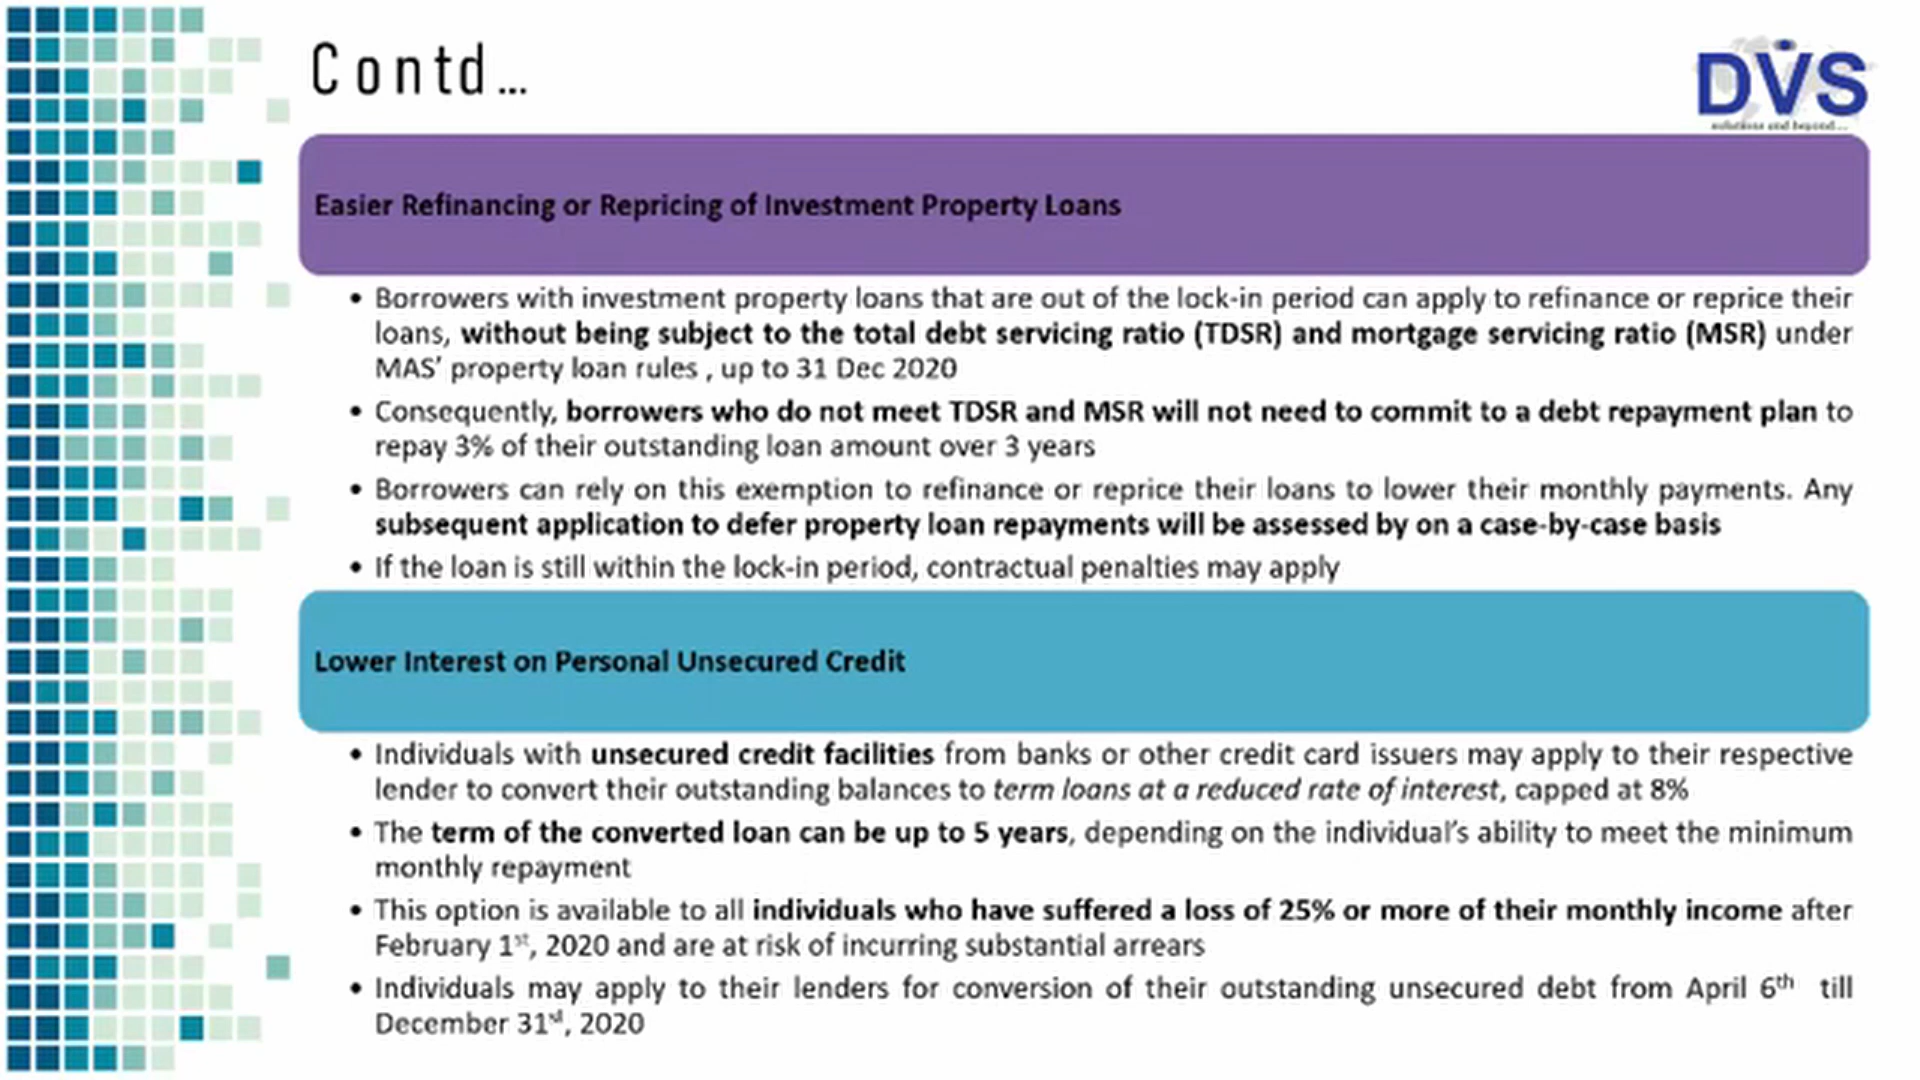 Contd...
DVS
solutions and beyond...
Easier Refinancing or Repricing of Investment Property Loans
• Borrowers with investment property loans that are out of the lock-in period can apply to refinance or reprice their
loans, without being subject to the total debt servicing ratio (TDSR) and mortgage servicing ratio (MSR) under
MAS' property loan rules , up to 31 Dec 2020
• Consequently, borrowers who do not meet TDSR and MSR will not need to commit to a debt repayment plan to
repay 3% of their outstanding loan amount over 3 years
• Borrowers can rely on this exemption to refinance or reprice their loans to lower their monthly payments. Any
subsequent application to defer property loan repayments will be assessed by on a case-by-case basis
• If the loan is still within the lock-in period, contractual penalties may apply
Lower Interest on Personal Unsecured Credit
• Individuals with unsecured credit facilities from banks or other credit card issuers may apply to their respective
lender to convert their outstanding balances to term loans at a reduced rate of interest, capped at 8%
• The term of the converted loan can be up to 5 years, depending on the individual's ability to meet the minimum
monthly repayment
• This option is available to all individuals who have suffered a loss of 25% or more of their monthly income after
February 1st, 2020 and are at risk of incurring substantial arrears
• Individuals may apply to their lenders for conversion of their outstanding unsecured debt from April 6th till
December 31st, 2020